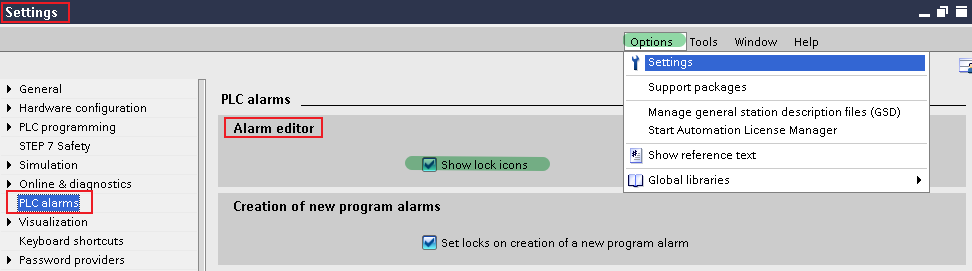 Settings
Options Tools Window Help
Settings
Support packages
Manage general station description files (GSD)
Start Automation License Manager
Show reference text
Global libraries
General
Hardware configuration
PLC programming
STEP 7 Safety
Simulation
Online & diagnostics
PLC alarms
Visualization
Keyboard shortcuts
Password providers
PLC alarms
Alarm editor
Show lock icons
Creation of new program alarms
Set locks on creation of a new program alarm